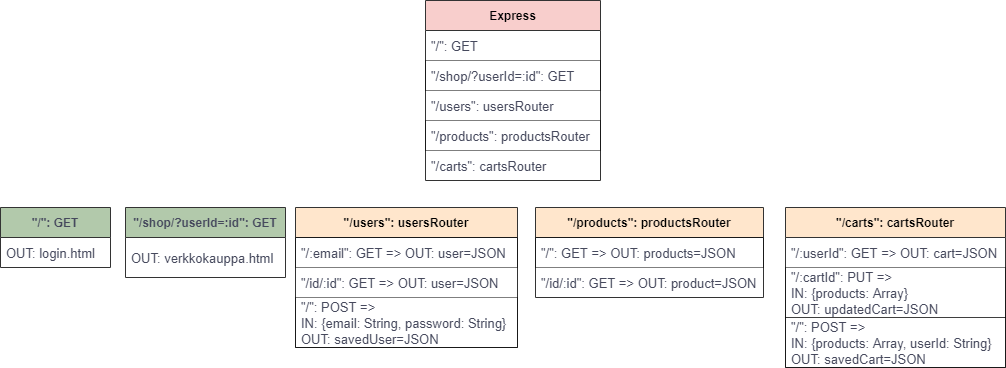 Express
"/": GET
"/shop/?userId=:id": GET
"/users": usersRouter
"/products": productsRouter
"/carts": cartsRouter
"/": GET
OUT: login.html
"/shop/?userId=:id": GET
OUT: verkkokauppa.html
"/users": usersRouter
"/:email": GET => OUT: user=JSON
"/id/:id": GET => OUT: user=JSON
"/": POST =>
IN: {email: String, password: String}
OUT: savedUser=JSON
"/products": productsRouter
"/": GET => OUT: products=JSON
"/id/:id": GET => OUT: product=JSON
"/carts": cartsRouter
"/:userId": GET => OUT: cart=JSON
"/:cartId": PUT =>
IN: {products: Array}
OUT: updatedCart=JSON
"/": POST =>
IN: {products: Array, userId: String}
OUT: savedCart=JSON